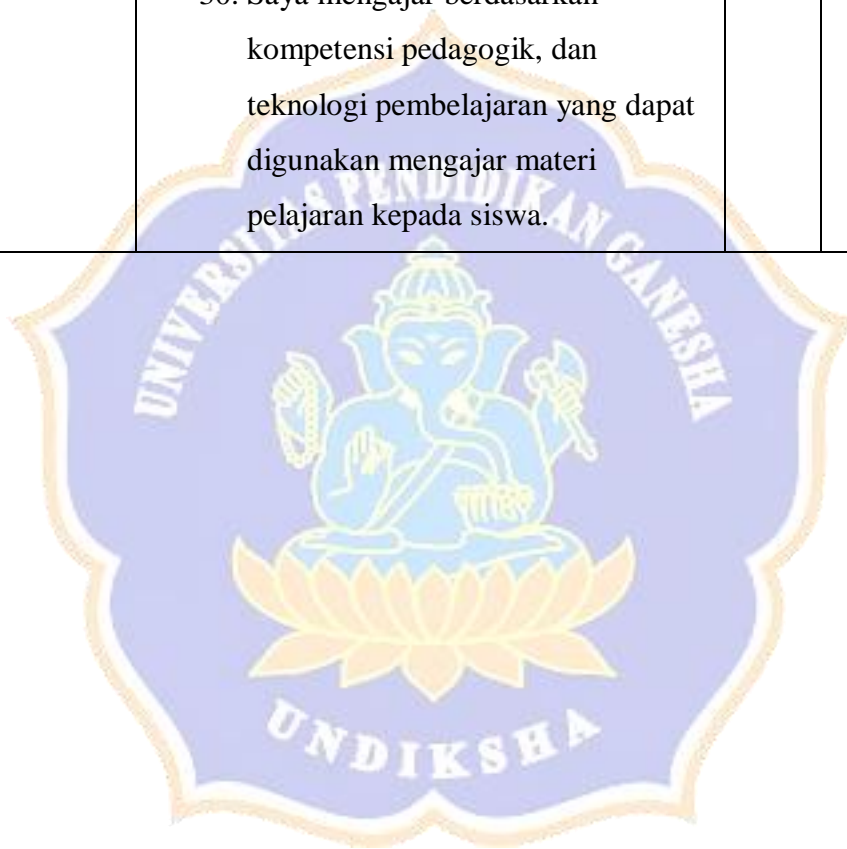 kompetensi pedagogik, dan
teknologi pembelajaran yang dapat
digunakan mengajar materi
pelajaran kepada siswa.
UNIVERSITAS PENDIDIKAN GANESHA
UNDIKSHA